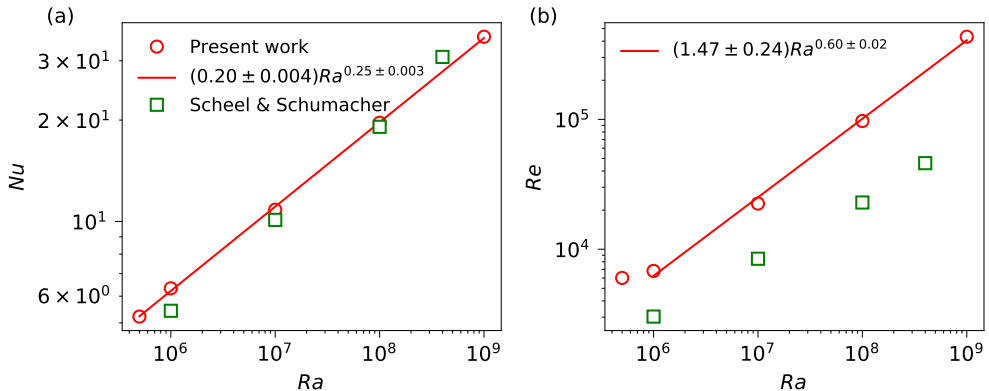 (a)
Present work
(0.20 ± 0.004)Ra^{0.25 ± 0.003}
Scheel & Schumacher
3 × 10^1
2 × 10^1
10^1
6 × 10^0
Nu
10^6 10^7 10^8 10^9
Ra
(b)
(1.47 ± 0.24)Ra^{0.60 ± 0.02}
10^5
10^4
Re
10^6 10^7 10^8 10^9
Ra